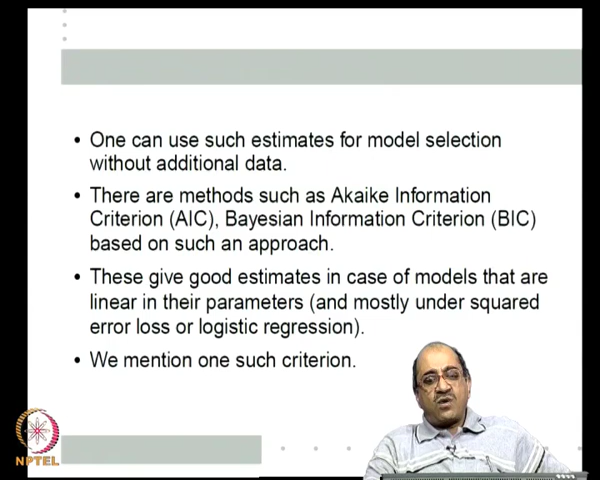 • One can use such estimates for model selection
without additional data.
• There are methods such as Akaike Information
Criterion (AIC), Bayesian Information Criterion (BIC)
based on such an approach.
• These give good estimates in case of models that are
linear in their parameters (and mostly under squared
error loss or logistic regression).
• We mention one such criterion.
NPTEL